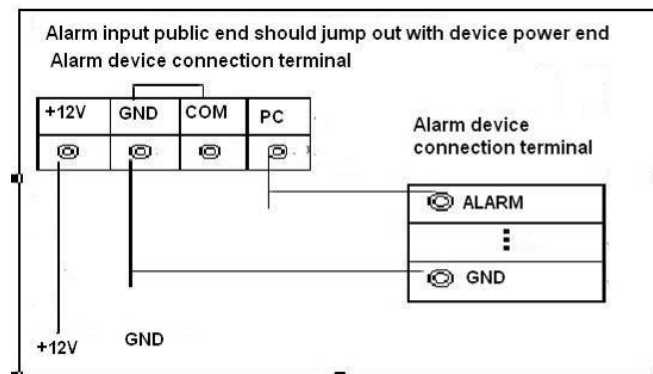 Alarm input public end should jump out with device power end
Alarm device connection terminal
+12V GND COM PC
Alarm device
connection terminal
ALARM
GND
+12V GND